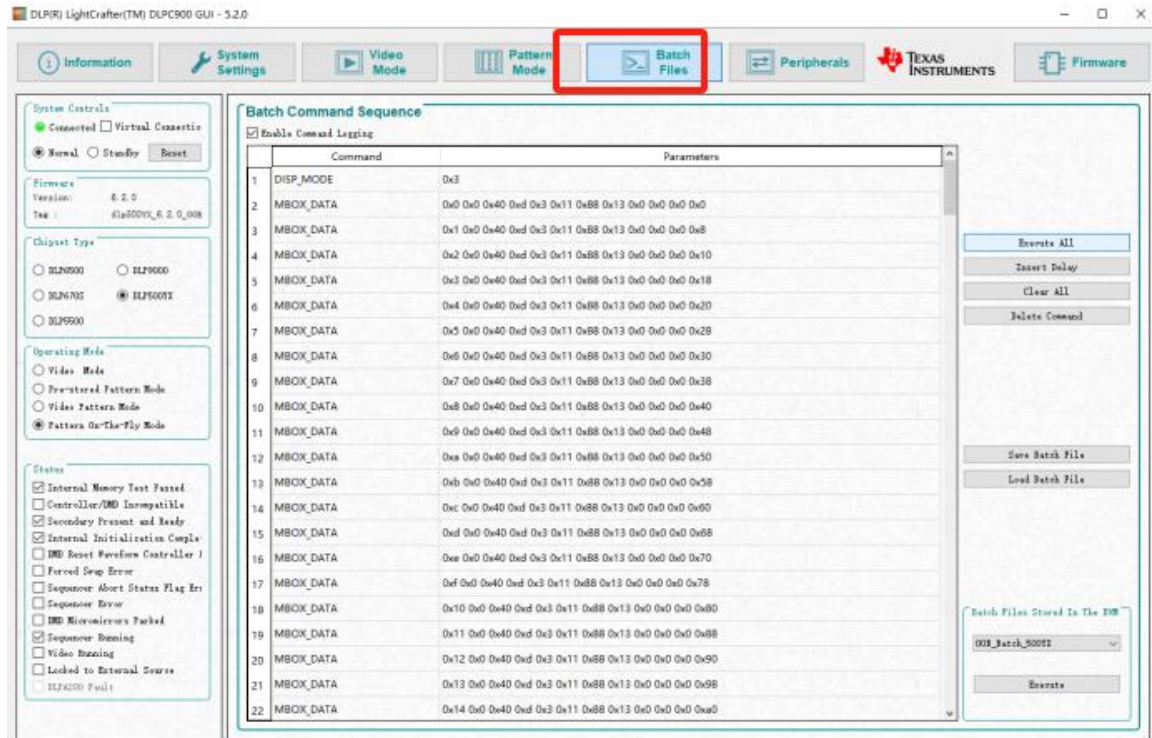 DLP(R) LightCrafter(TM) DLPC900 GUI - 5.2.0
Information
System Settings
Video Mode
Pattern Mode
Batch Files
Peripherals
TEXAS INSTRUMENTS
Firmware
System Controls
Connected Virtual Connectio
Normal Standby Reset
Firmware
Version: 6.2.0
Tag :
Chipset Type
DLP6500 DLP9000
DLP670S DLP500YX
DLP5500
Operating Mode
Video Mode
Pre-stored Pattern Mode
Video Pattern Mode
Pattern On-The-Fly Mode
Status
Internal Memory Test Passed
Controller/DMD Incompatible
Secondary Present and Ready
Internal Initialization Comple
DMD Reset Waveform Controller
Forced Swap Error
Sequencer Abort Status Flag Err
Sequencer Error
DMD Micromirrors Parked
Sequencer Running
Video Running
Locked to External Source
Batch Command Sequence
Enable Command Logging
Command Parameters
1 DISP_MODE 0x3
2 MBOX_DATA 0x0 0x0 0x40 0xd 0x3 0x11 0x88 0x13 0x0 0x0 0x0 0x0
3 MBOX_DATA 0x1 0x0 0x40 0xd 0x3 0x11 0x88 0x13 0x0 0x0 0x0 0x8
4 MBOX_DATA 0x2 0x0 0x40 0xd 0x3 0x11 0x88 0x13 0x0 0x0 0x0 0x10
5 MBOX_DATA 0x3 0x0 0x40 0xd 0x3 0x11 0x88 0x13 0x0 0x0 0x0 0x18
6 MBOX_DATA 0x4 0x0 0x40 0xd 0x3 0x11 0x88 0x13 0x0 0x0 0x0 0x20
7 MBOX_DATA 0x5 0x0 0x40 0xd 0x3 0x11 0x88 0x13 0x0 0x0 0x0 0x28
8 MBOX_DATA 0x6 0x0 0x40 0xd 0x3 0x11 0x88 0x13 0x0 0x0 0x0 0x30
9 MBOX_DATA 0x7 0x0 0x40 0xd 0x3 0x11 0x88 0x13 0x0 0x0 0x0 0x38
10 MBOX_DATA 0x8 0x0 0x40 0xd 0x3 0x11 0x88 0x13 0x0 0x0 0x0 0x40
11 MBOX_DATA 0x9 0x0 0x40 0xd 0x3 0x11 0x88 0x13 0x0 0x0 0x0 0x48
12 MBOX_DATA 0xa 0x0 0x40 0xd 0x3 0x11 0x88 0x13 0x0 0x0 0x0 0x50
13 MBOX_DATA 0xb 0x0 0x40 0xd 0x3 0x11 0x88 0x13 0x0 0x0 0x0 0x58
14 MBOX_DATA 0xc 0x0 0x40 0xd 0x3 0x11 0x88 0x13 0x0 0x0 0x0 0x60
15 MBOX_DATA 0xd 0x0 0x40 0xd 0x3 0x11 0x88 0x13 0x0 0x0 0x0 0x68
16 MBOX_DATA 0xe 0x0 0x40 0xd 0x3 0x11 0x88 0x13 0x0 0x0 0x0 0x70
17 MBOX_DATA 0xf 0x0 0x40 0xd 0x3 0x11 0x88 0x13 0x0 0x0 0x0 0x78
18 MBOX_DATA 0x10 0x0 0x40 0xd 0x3 0x11 0x88 0x13 0x0 0x0 0x0 0x80
19 MBOX_DATA 0x11 0x0 0x40 0xd 0x3 0x11 0x88 0x13 0x0 0x0 0x0 0x88
20 MBOX_DATA 0x12 0x0 0x40 0xd 0x3 0x11 0x88 0x13 0x0 0x0 0x0 0x90
21 MBOX_DATA 0x13 0x0 0x40 0xd 0x3 0x11 0x88 0x13 0x0 0x0 0x0 0x98
22 MBOX_DATA 0x14 0x0 0x40 0xd 0x3 0x11 0x88 0x13 0x0 0x0 0x0 0xa0
Execute All
Insert Delay
Clear All
Delete Command
Save Batch File
Load Batch File
Batch Files Stored In The EVM
Execute